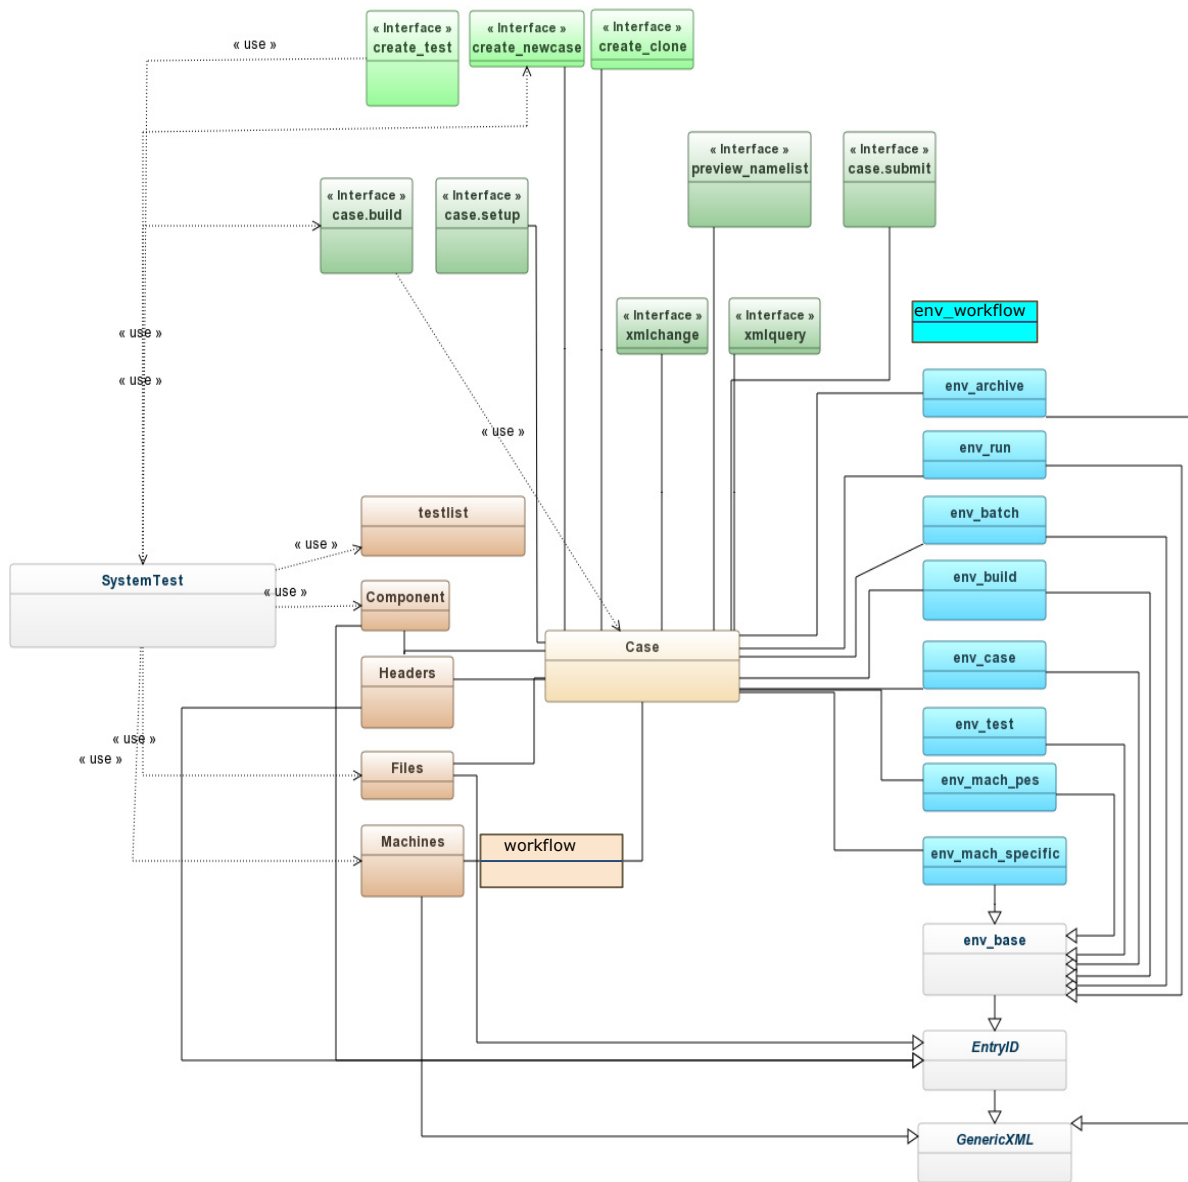 « Interface »
create_test
« Interface »
create_newcase
« Interface »
create_clone
« use »
« Interface »
preview_namelist
« Interface »
case.submit
« Interface »
case.build
« Interface »
case.setup
« Interface »
xmlchange
« Interface »
xmlquery
env_workflow
« use »
« use »
env_archive
« use »
env_run
testlist
env_batch
« use »
SystemTest
env_build
« use »
Component
Case
env_case
Headers
env_test
« use »
« use »
Files
env_mach_pes
Machines
workflow
env_mach_specific
env_base
EntryID
GenericXML